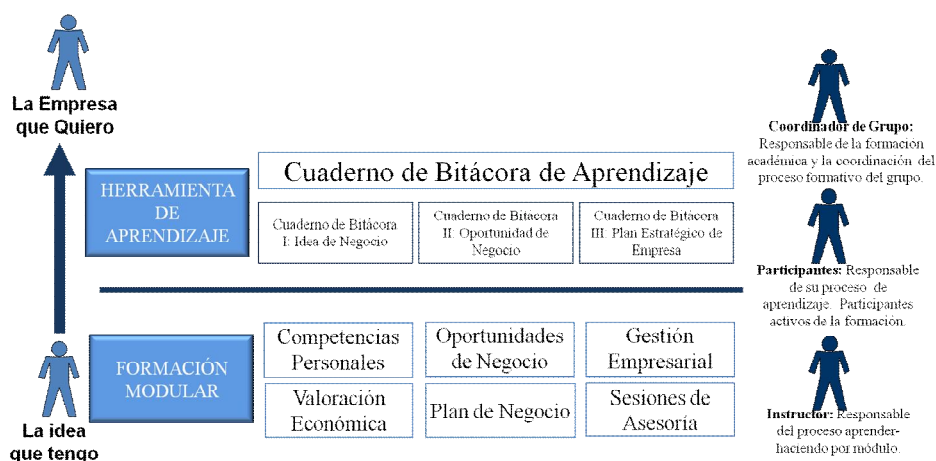 La Empresa
que Quiero
HERRAMIENTA
DE
APRENDIZAJE
Cuaderno de Bitácora de Aprendizaje
Cuaderno de Bitácora
I: Idea de Negocio
Cuaderno de Bitácora
II: Oportunidad de
Negocio
Cuaderno de Bitácora
III: Plan Estratégico de
Empresa
FORMACIÓN
MODULAR
Competencias
Personales
Oportunidades
de Negocio
Gestión
Empresarial
Valoración
Económica
Plan de Negocio
Sesiones de
Asesoría
La idea
que tengo
Coordinador de Grupo:
Responsable de la formación
académica y la coordinación del
proceso formativo del grupo.
Participantes: Responsable
de su proceso de
aprendizaje. Participantes
activos de la formación.
Instructor: Responsable
del proceso aprender-
haciendo por módulo.